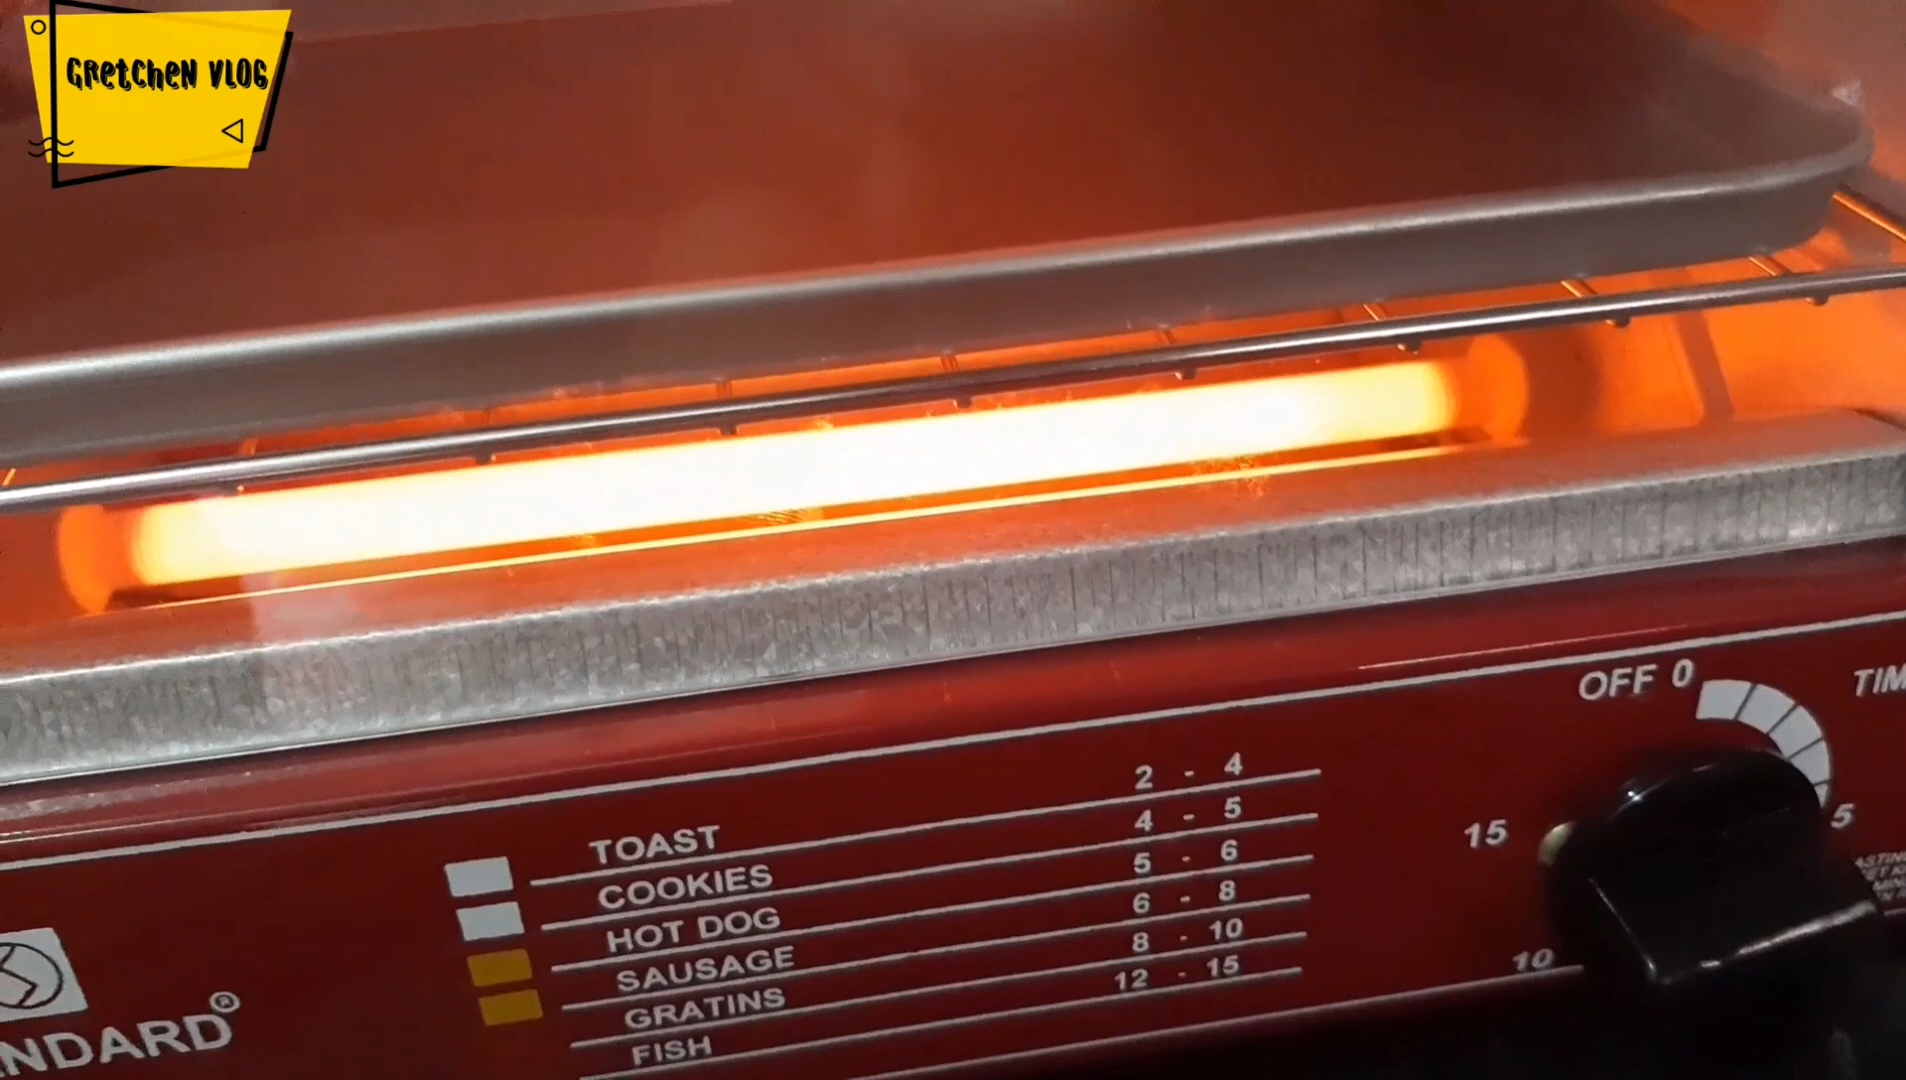 GRetCHeN VLOG
OFF 0
TIM
5
10
15
TOAST 2 - 4
COOKIES 4 - 5
HOT DOG 5 - 6
SAUSAGE 6 - 8
GRATINS 8 - 10
FISH 12 - 15
NDARD®